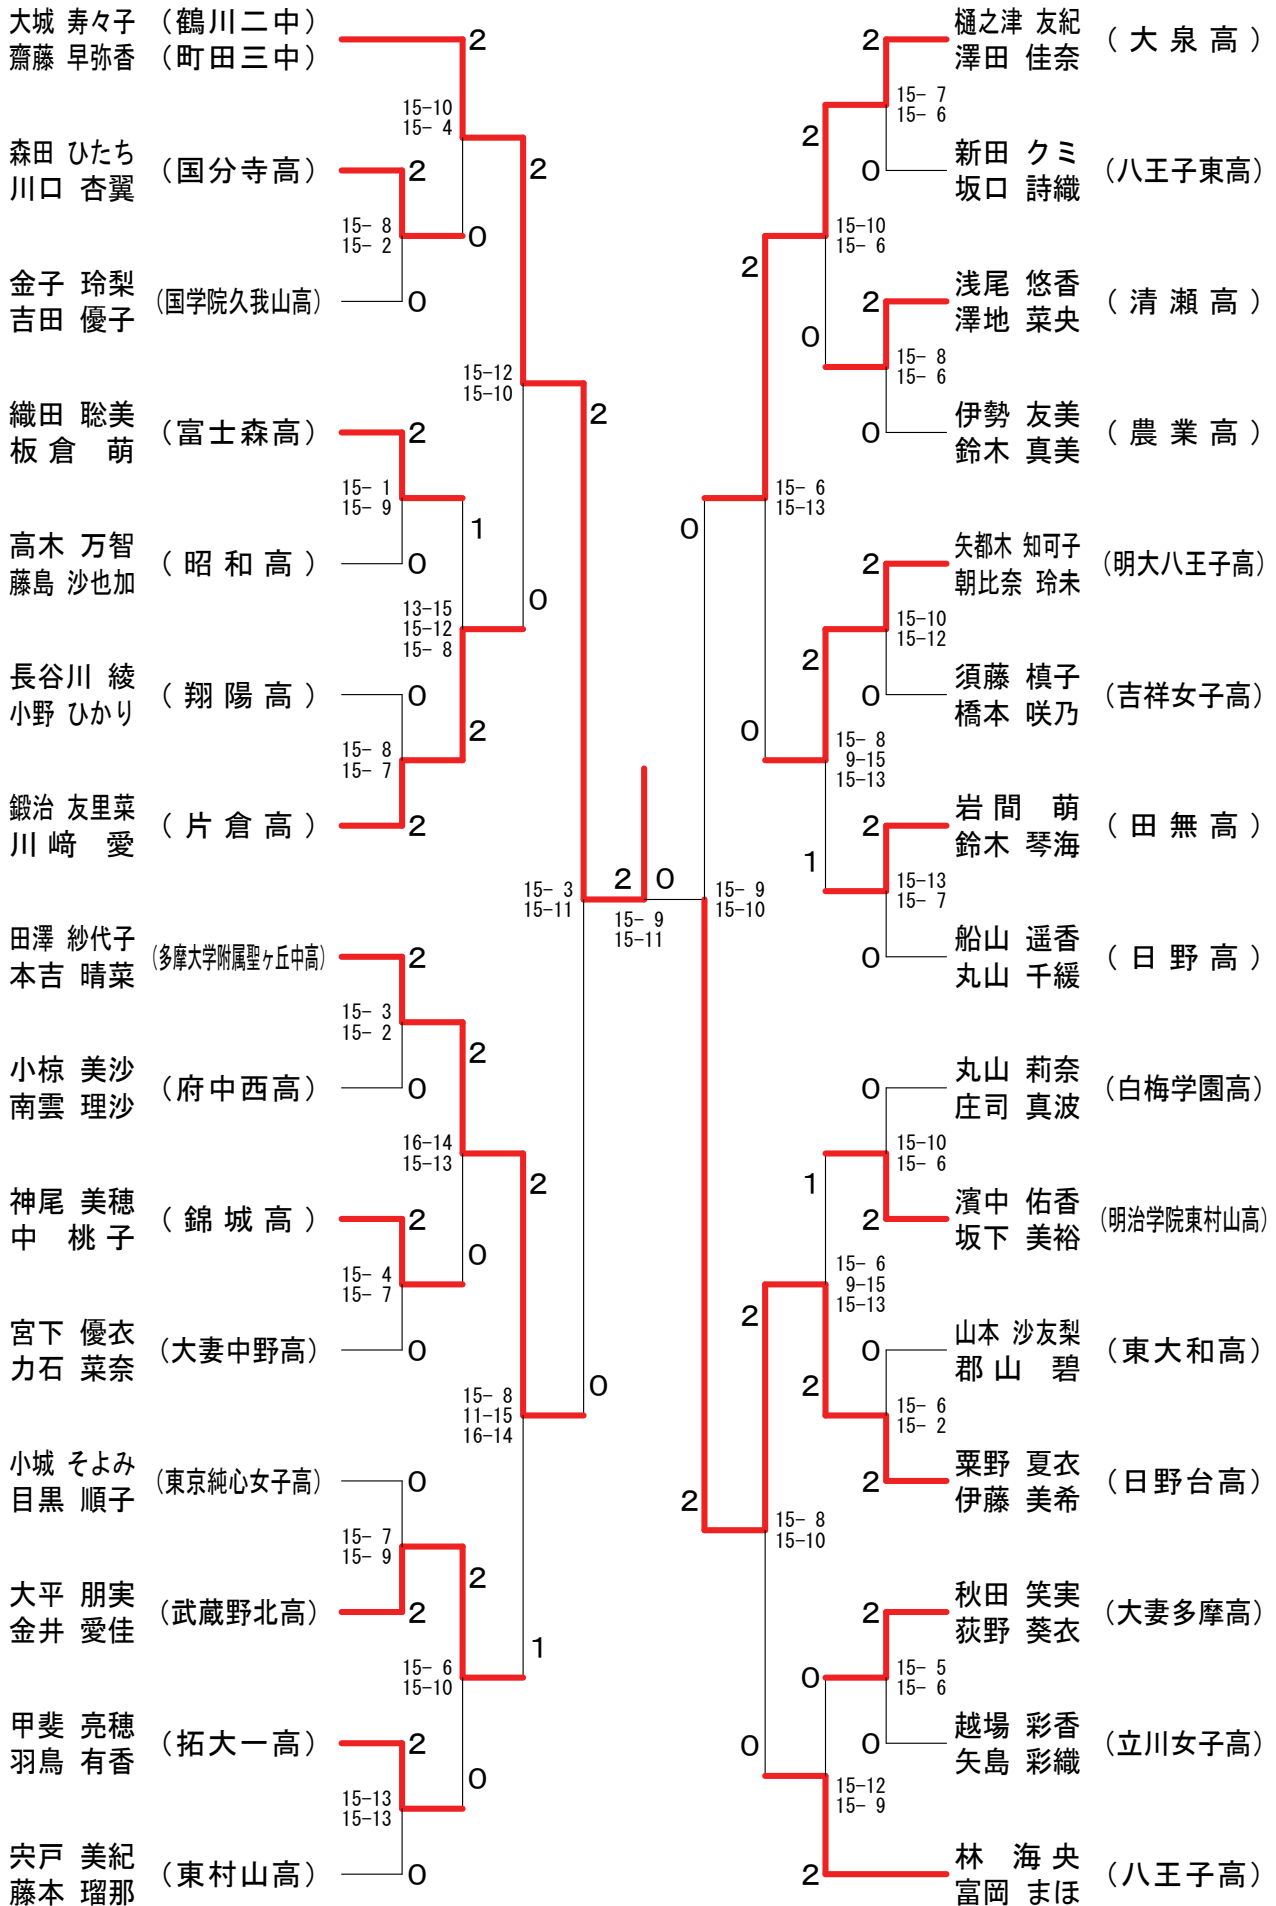 大城 寿々子 (鶴川二中)
齋藤 早弥香 (町田三中)
2
15-10
15- 4
森田 ひたち
川口 杏翼
(国分寺高)
2
2
15- 8
15- 2
0
金子 玲梨
吉田 優子
(国学院久我山高)
0
15-12
15-10
2
織田 聡美
板倉 萌
(富士森高)
2
15- 1
15- 9
1
高木 万智
藤島 沙也加
(昭和高)
0
0
13-15
15-12
15- 8
長谷川 綾
小野 ひかり
(翔陽高)
0
2
15- 8
15- 7
鍛治 友里菜
川﨑 愛
(片倉高)
2
15- 3
15-11
2
0
15- 9
15-11
田澤 紗代子
本吉 晴菜
(多摩大学附属聖ヶ丘中高)
2
15- 3
15- 2
2
小椋 美沙
南雲 理沙
(府中西高)
0
16-14
15-13
2
神尾 美穂
中 桃子
(錦城高)
2
0
15- 4
15- 7
宮下 優衣
力石 菜奈
(大妻中野高)
0
0
15- 8
11-15
16-14
小城 そよみ
目黒 順子
(東京純心女子高)
0
15- 7
15- 9
2
大平 朋実
金井 愛佳
(武蔵野北高)
2
1
15- 6
15-10
甲斐 亮穂
羽鳥 有香
(拓大一高)
2
0
15-13
15-13
宍戸 美紀
藤本 瑠那
(東村山高)
0
2
樋之津 友紀
澤田 佳奈
(大泉高)
15- 7
15- 6
2
0
新田 クミ
坂口 詩織
(八王子東高)
15-10
15- 6
2
2
浅尾 悠香
澤地 菜央
(清瀬高)
0
15- 8
15- 6
0
伊勢 友美
鈴木 真美
(農業高)
15- 6
15-13
0
2
矢都木 知可子
朝比奈 玲未
(明大八王子高)
15-10
15-12
2
0
須藤 槙子
橋本 咲乃
(吉祥女子高)
0
15- 8
9-15
15-13
2
岩間 萌
鈴木 琴海
(田無高)
1
15-13
15- 7
15- 9
15-10
0
船山 遥香
丸山 千緩
(日野高)
0
丸山 莉奈
庄司 真波
(白梅学園高)
15-10
15- 6
1
2
濱中 佑香
坂下 美裕
(明治学院東村山高)
15- 6
9-15
15-13
2
0
山本 沙友梨
郡山 碧
(東大和高)
2
15- 6
15- 2
2
粟野 夏衣
伊藤 美希
(日野台高)
2
15- 8
15-10
2
秋田 笑実
荻野 葵衣
(大妻多摩高)
0
15- 5
15- 6
0
0
越場 彩香
矢島 彩織
(立川女子高)
15-12
15- 9
2
林 海央
富岡 まほ
(八王子高)